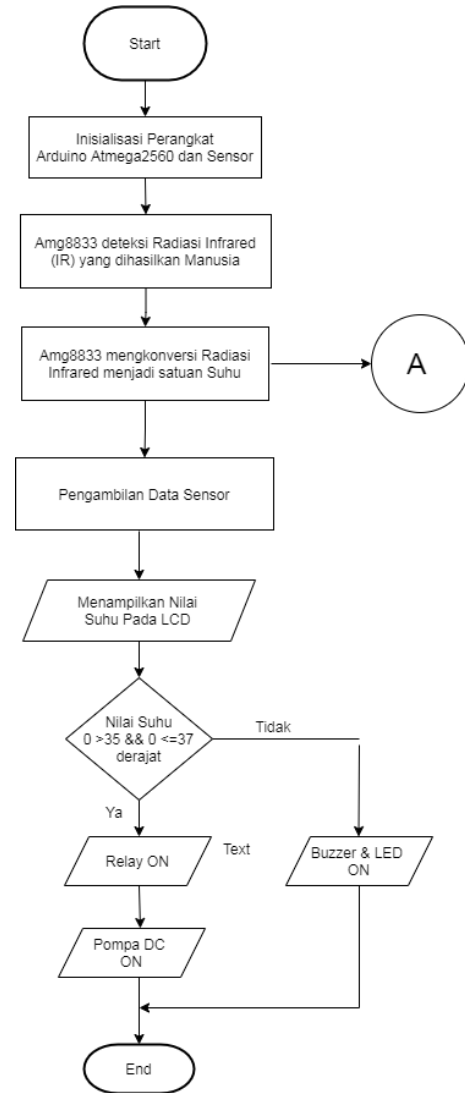 Start
Inisialisasi Perangkat
Arduino Atmega2560 dan Sensor
Amg8833 deteksi Radiasi Infrared
(IR) yang dihasilkan Manusia
Amg8833 mengkonversi Radiasi
Infrared menjadi satuan Suhu
A
Pengambilan Data Sensor
Menampilkan Nilai
Suhu Pada LCD
Nilai Suhu
0 >35 && 0 <=37
derajat
Tidak
Ya
Relay ON
Text
Buzzer & LED
ON
Pompa DC
ON
End